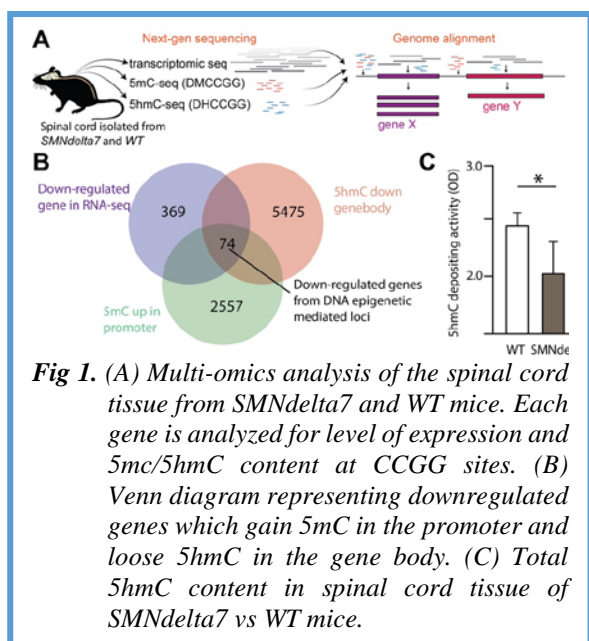 A
Next-gen sequencing
Genome alignment
transcriptomic seq
5mC-seq (DMCCGG)
5hmC-seq (DHCCGG)
Spinal cord isolated from
SMNdelta7 and WT
gene X
gene Y
B
Down-regulated
gene in RNA-seq
369
5475
5hmC down
genebody
74
2557
5mC up in
promoter
Down-regulated genes
from DNA epigenetic
mediated loci
C
5hmC depositing activity (OD)
3.0
2.0
*
WT SMNde
Fig 1. (A) Multi-omics analysis of the spinal cord
tissue from SMNdelta7 and WT mice. Each
gene is analyzed for level of expression and
5mc/5hmC content at CCGG sites. (B)
Venn diagram representing downregulated
genes which gain 5mC in the promoter and
loose 5hmC in the gene body. (C) Total
5hmC content in spinal cord tissue of
SMNdelta7 vs WT mice.